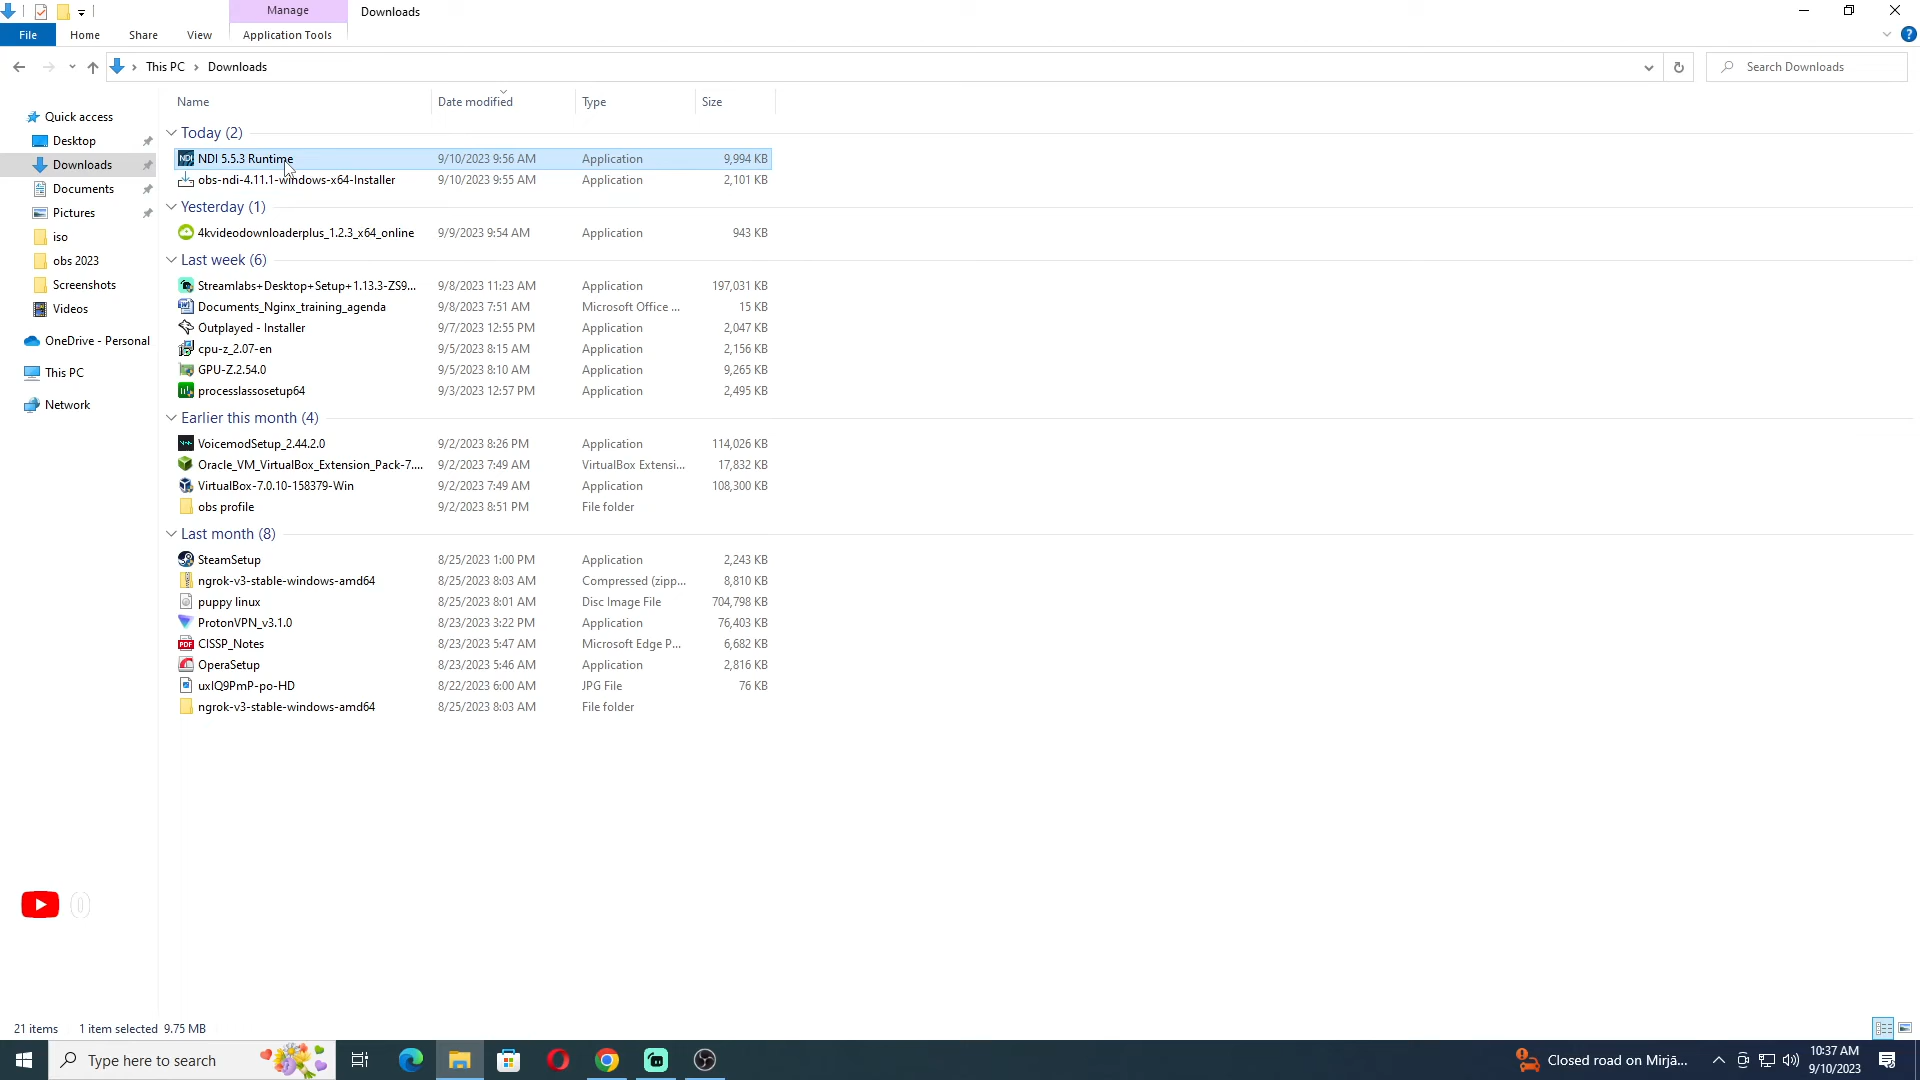 Manage
Downloads
File
Home
Share
View
Application Tools
This PC
Downloads
Search Downloads
Name
Date modified
Type
Size
Quick access
Desktop
Downloads
Documents
Pictures
iso
obs 2023
Screenshots
Videos
OneDrive - Personal
This PC
Network
Today (2)
NDI 5.5.3 Runtime 9/10/2023 9:56 AM Application 9,994 KB
obs-ndi-4.11.1-windows-x64-Installer 9/10/2023 9:55 AM Application 2,101 KB
Yesterday (1)
4kvideodownloaderplus_1.2.3_x64_online 9/9/2023 9:54 AM Application 943 KB
Last week (6)
Streamlabs+Desktop+Setup+1.13.3-ZS9... 9/8/2023 11:23 AM Application 197,031 KB
Documents_Nginx_training_agenda 9/8/2023 7:51 AM Microsoft Office ... 15 KB
Outplayed - Installer 9/7/2023 12:55 PM Application 2,047 KB
cpu-z_2.07-en 9/5/2023 8:15 AM Application 2,156 KB
GPU-Z.2.54.0 9/5/2023 8:10 AM Application 9,265 KB
processlassosetup64 9/3/2023 12:57 PM Application 2,495 KB
Earlier this month (4)
VoicemodSetup_2.44.2.0 9/2/2023 8:26 PM Application 114,026 KB
Oracle_VM_VirtualBox_Extension_Pack-7.... 9/2/2023 7:49 AM VirtualBox Extensi... 17,832 KB
VirtualBox-7.0.10-158379-Win 9/2/2023 7:49 AM Application 108,300 KB
obs profile 9/2/2023 8:51 PM File folder
Last month (8)
SteamSetup 8/25/2023 1:00 PM Application 2,243 KB
ngrok-v3-stable-windows-amd64 8/25/2023 8:03 AM Compressed (zipp... 8,810 KB
puppy linux 8/25/2023 8:01 AM Disc Image File 704,798 KB
ProtonVPN_v3.1.0 8/23/2023 3:22 PM Application 76,403 KB
CISSP_Notes 8/23/2023 5:47 AM Microsoft Edge P... 6,682 KB
OperaSetup 8/23/2023 5:46 AM Application 2,816 KB
uxIQ9PmP-po-HD 8/22/2023 6:00 AM JPG File 76 KB
ngrok-v3-stable-windows-amd64 8/25/2023 8:03 AM File folder
21 items 1 item selected 9.75 MB
Type here to search
Closed road on Mirjā...
10:37 AM
9/10/2023